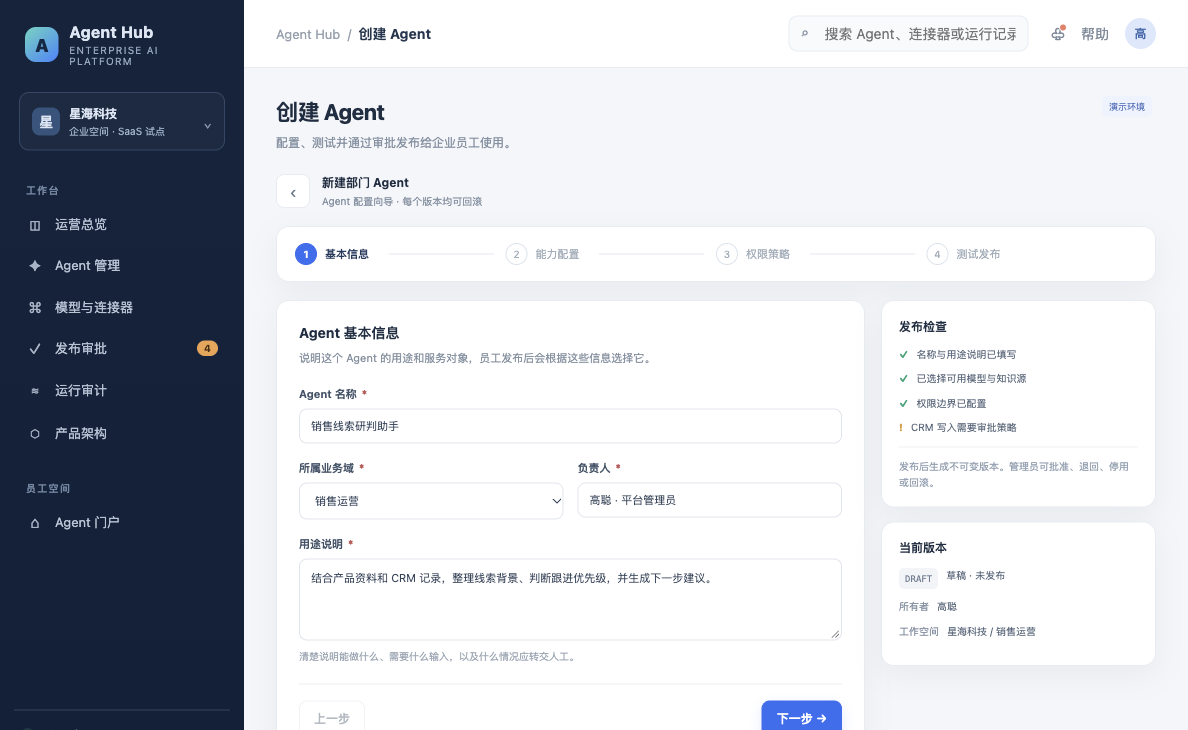 A
Agent Hub
ENTERPRISE AI
PLATFORM
星
星海科技
企业空间 · SaaS 试点
工作台
运营总览
Agent 管理
模型与连接器
发布审批
4
运行审计
产品架构
员工空间
Agent 门户
Agent Hub / 创建 Agent
搜索 Agent、连接器或运行记录
帮助
高
创建 Agent
演示环境
配置、测试并通过审批发布给企业员工使用。
新建部门 Agent
Agent 配置向导 · 每个版本均可回滚
1 基本信息
2 能力配置
3 权限策略
4 测试发布
Agent 基本信息
说明这个 Agent 的用途和服务对象，员工发布后会根据这些信息选择它。
Agent 名称 *
销售线索研判助手
所属业务域 *
负责人 *
销售运营
高聪 · 平台管理员
用途说明 *
结合产品资料和 CRM 记录，整理线索背景、判断跟进优先级，并生成下一步建议。
清楚说明能做什么、需要什么输入，以及什么情况应转交人工。
上一步
下一步 →
发布检查
✓ 名称与用途说明已填写
✓ 已选择可用模型与知识源
✓ 权限边界已配置
! CRM 写入需要审批策略
发布后生成不可变版本。管理员可批准、退回、停用
或回滚。
当前版本
DRAFT 草稿 · 未发布
所有者 高聪
工作空间 星海科技 / 销售运营